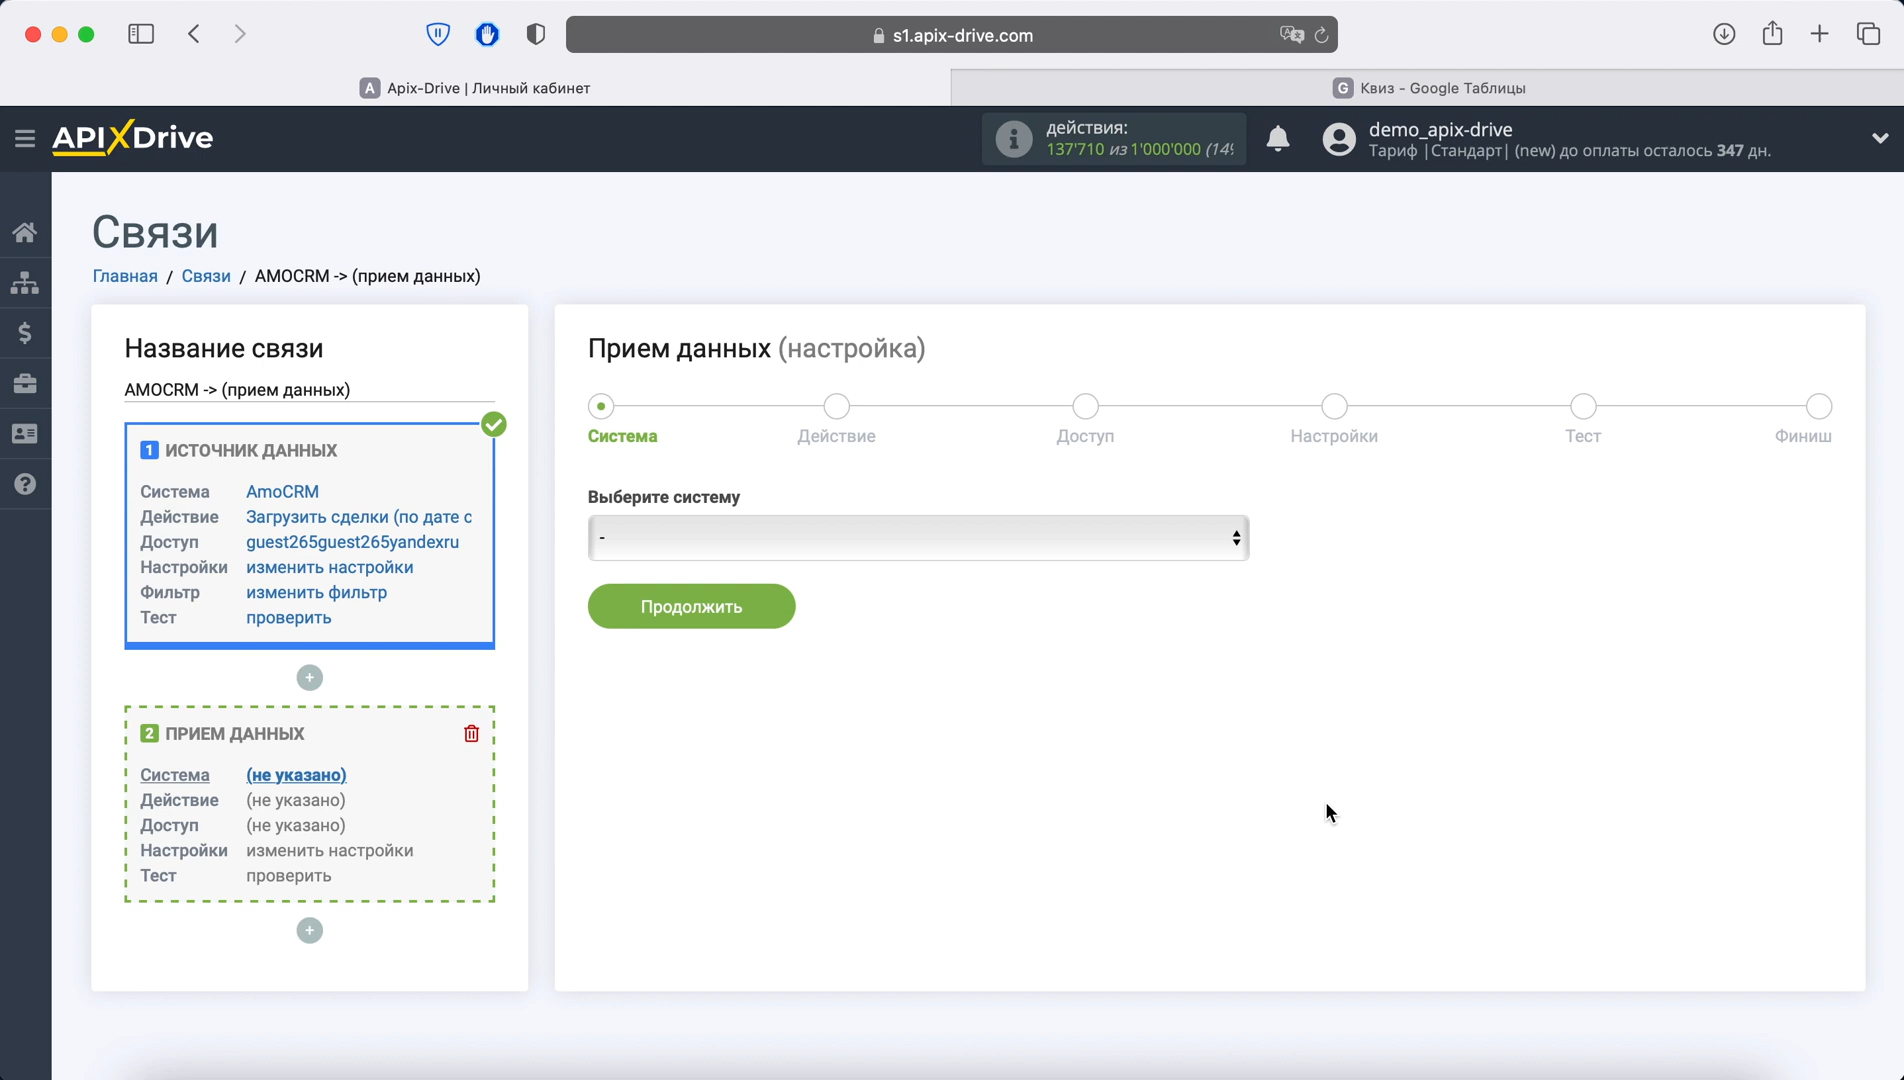 s1.apix-drive.com
A Apix-Drive | Личный кабинет
G Квиз - Google Таблицы
APIXDrive
действия:
137'710 из 1'000'000 (14
demo_apix-drive
Тариф |Стандарт| (new) до оплаты осталось 347 дн.
Связи
Главная / Связи / AMOCRM -> (прием данных)
Название связи
AMOCRM -> (прием данных)
1 ИСТОЧНИК ДАННЫХ
Система AmoCRM
Действие Загрузить сделки (по дате с
Доступ guest265guest265yandexru
Настройки изменить настройки
Фильтр изменить фильтр
Тест проверить
+
2 ПРИЕМ ДАННЫХ
Система (не указано)
Действие (не указано)
Доступ (не указано)
Настройки изменить настройки
Тест проверить
+
Прием данных (настройка)
Система
Действие
Доступ
Настройки
Тест
Финиш
Выберите систему
-
Продолжить